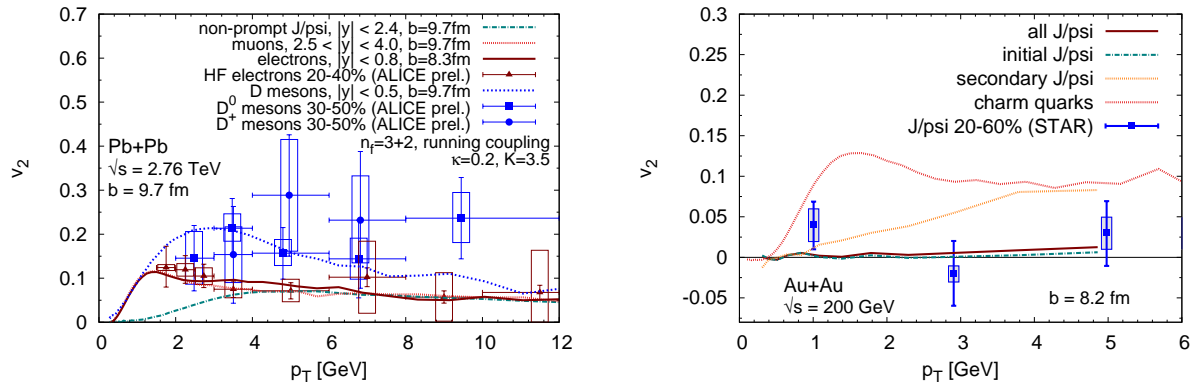 0.7
0.6
0.5
0.4
0.3
0.2
0.1
0
v2
0 2 4 6 8 10 12
pT [GeV]
non-prompt J/psi, |y| < 2.4, b=9.7fm
muons, 2.5 < |y| < 4.0, b=9.7fm
electrons, |y| < 0.8, b=8.3fm
HF electrons 20-40% (ALICE prel.)
D mesons, |y| < 0.5, b=9.7fm
D0 mesons 30-50% (ALICE prel.)
D+ mesons 30-50% (ALICE prel.)
nf=3+2, running coupling
κ=0.2, K=3.5
Pb+Pb
√s = 2.76 TeV
b = 9.7 fm
0.3
0.25
0.2
0.15
0.1
0.05
0
-0.05
v2
0 1 2 3 4 5 6
pT [GeV]
all J/psi
initial J/psi
secondary J/psi
charm quarks
J/psi 20-60% (STAR)
Au+Au
√s = 200 GeV
b = 8.2 fm